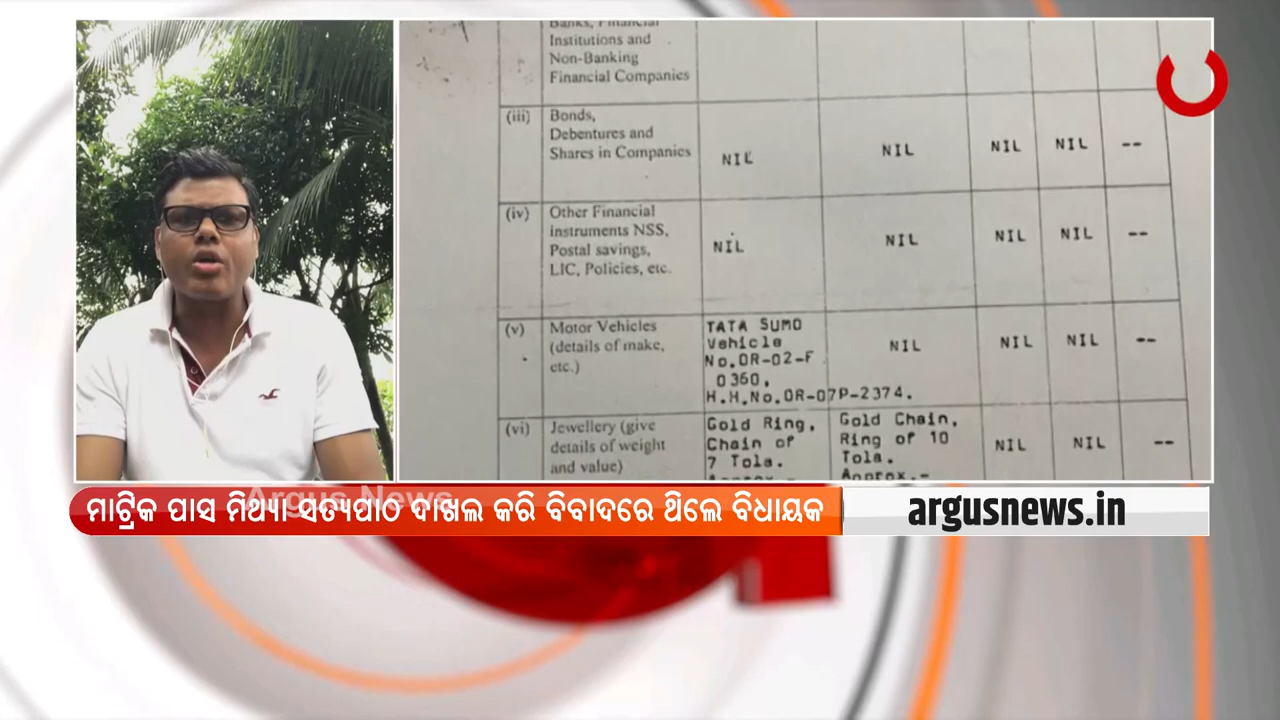 Banks, Financial
Institutions and
Non-Banking
Financial Companies
(iii) Bonds,
Debentures and
Shares in Companies
NIL NIL NIL NIL --
(iv) Other Financial
instruments NSS,
Postal savings,
LIC, Policies, etc.
NIL NIL NIL NIL --
(v) Motor Vehicles
(details of make,
etc.)
TATA SUMO
Vehicle
No.OR-02-F
0360,
H.H.No.OR-07P-2374.
NIL NIL NIL --
(vi) Jewellery (give
details of weight
and value)
Gold Ring,
Chain of
7 Tola.
Approx.-
Gold Chain,
Ring of 10
Tola.
Approx.-
NIL NIL --
Argus News
ମାଟ୍ରିକ ପାସ ମିଥ୍ୟା ସତ୍ୟପାଠ ଦାଖଲ କରି ବିବାଦରେ ଥିଲେ ବିଧାୟକ
argusnews.in